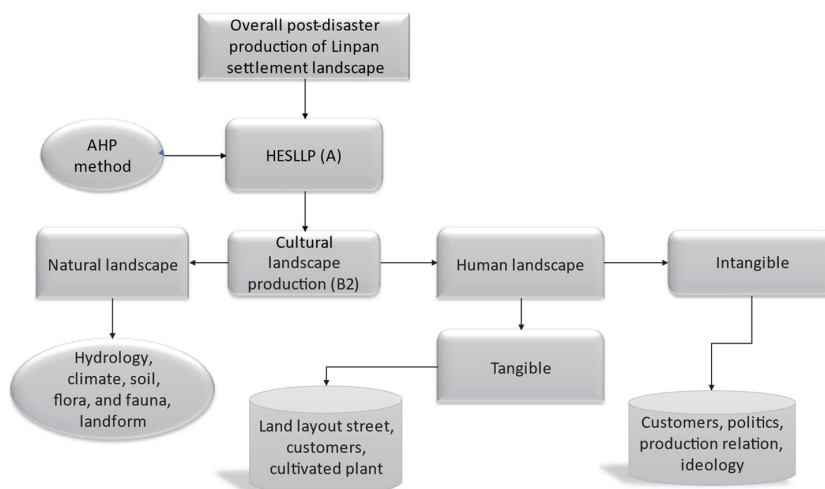 Overall post-disaster
production of Linpan
settlement landscape
AHP
method
HESLLP (A)
Natural landscape
Cultural
landscape
production (B2)
Human landscape
Intangible
Hydrology,
climate, soil,
flora, and fauna,
landform
Tangible
Land layout street,
customers,
cultivated plant
Customers, politics,
production relation,
ideology